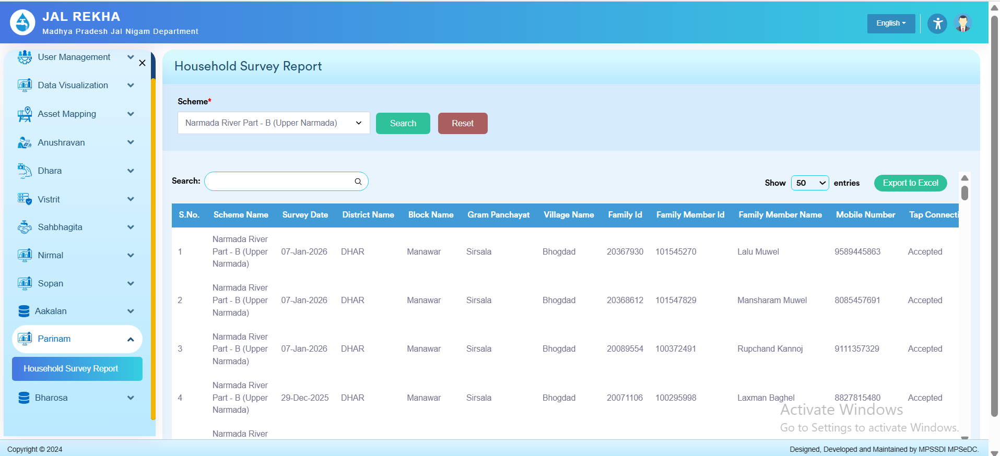 JAL REKHA
Madhya Pradesh Jal Nigam Department
English
User Management
Data Visualization
Asset Mapping
Anushravan
Dhara
Vistrit
Sahbhagita
Nirmal
Sopan
Aakalan
Parinam
Household Survey Report
Bharosa
Household Survey Report
Scheme*
Narmada River Part - B (Upper Narmada)
Search
Reset
Search:
Show 50 entries
Export to Excel
S.No. Scheme Name Survey Date District Name Block Name Gram Panchayat Village Name Family Id Family Member Id Family Member Name Mobile Number Tap Connecti
Narmada River
1 Part - B (Upper 07-Jan-2026 DHAR Manawar Sirsala Bhogdad 20367930 101545270 Lalu Muwel 9589445863 Accepted
Narmada)
Narmada River
2 Part - B (Upper 07-Jan-2026 DHAR Manawar Sirsala Bhogdad 20368612 101547829 Mansharam Muwel 8085457691 Accepted
Narmada)
Narmada River
3 Part - B (Upper 07-Jan-2026 DHAR Manawar Sirsala Bhogdad 20089554 100372491 Rupchand Kannoj 9111357329 Accepted
Narmada)
Narmada River
4 Part - B (Upper 29-Dec-2025 DHAR Manawar Sirsala Bhogdad 20071106 100295998 Laxman Baghel 8827815480 Accepted
Narmada)
Narmada River
Activate Windows
Go to Settings to activate Windows.
Copyright © 2024
Designed, Developed and Maintained by MPSSDI MPSeDC.